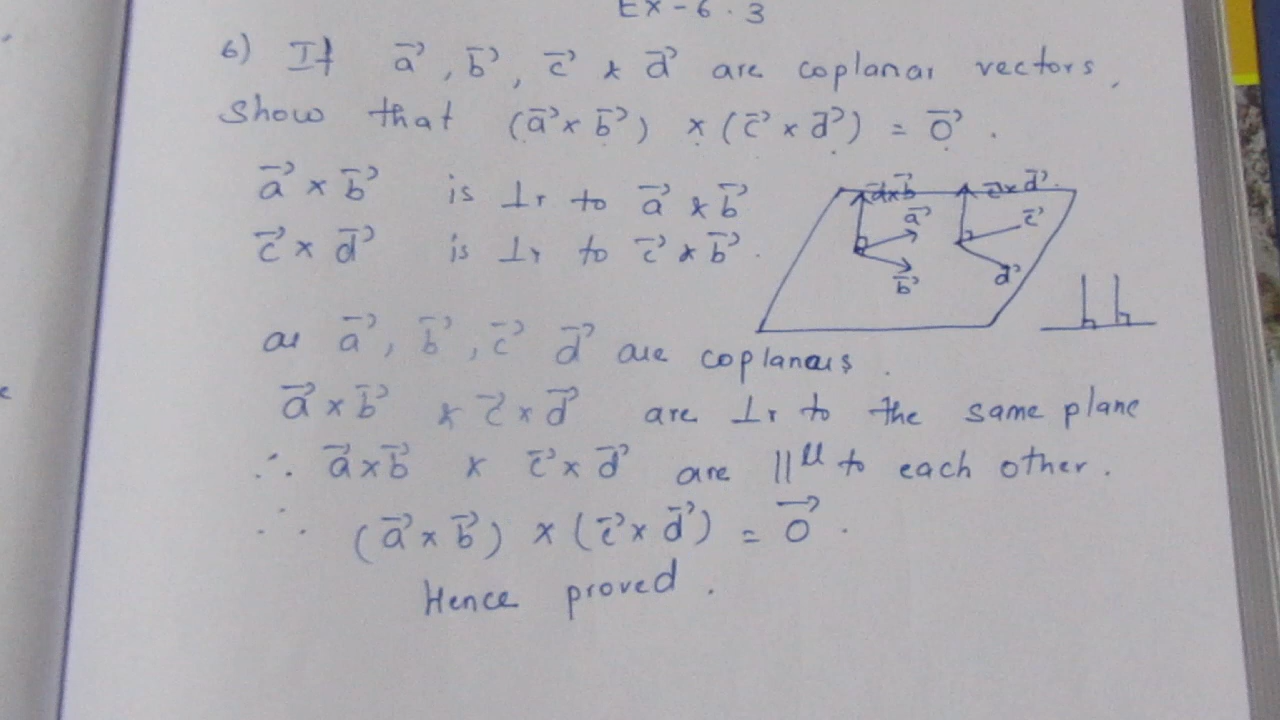 Ex - 6.3
6) If a⃗, b⃗, c⃗ & d⃗ are coplanar vectors,
show that (a⃗ × b⃗) × (c⃗ × d⃗) = 0⃗.
a⃗ × b⃗ is ⊥r to a⃗ & b⃗
c⃗ × d⃗ is ⊥r to c⃗ & b⃗.
a⃗×b⃗ c⃗×d⃗
a⃗ c⃗
b⃗ d⃗
as a⃗, b⃗, c⃗ d⃗ are coplanars.
a⃗ × b⃗ & c⃗ × d⃗ are ⊥r to the same plane
∴ a⃗ × b⃗ & c⃗ × d⃗ are ||ll to each other.
∴ (a⃗ × b⃗) × (c⃗ × d⃗) = 0⃗.
Hence proved.